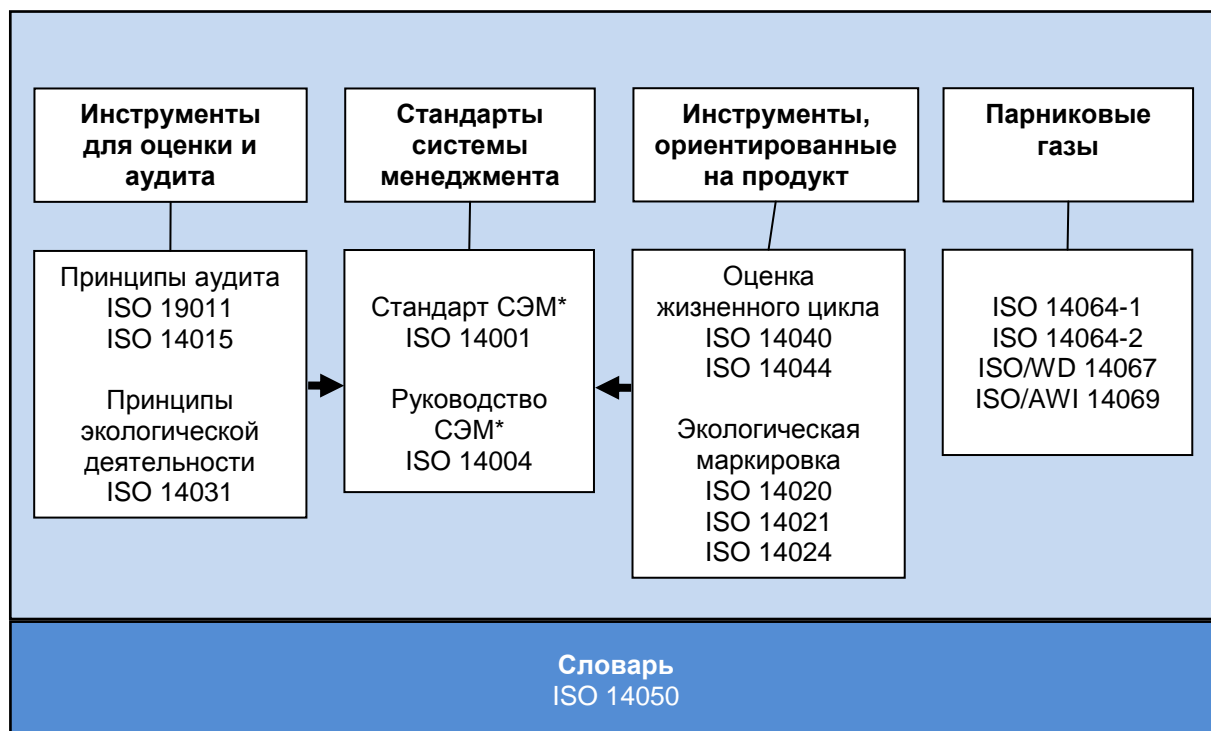 Инструменты
для оценки и
аудита
Стандарты
системы
менеджмента
Инструменты,
ориентированные
на продукт
Парниковые
газы
Принципы аудита
ISO 19011
ISO 14015
Принципы
экологической
деятельности
ISO 14031
Стандарт СЭМ*
ISO 14001
Руководство
СЭМ*
ISO 14004
Оценка
жизненного цикла
ISO 14040
ISO 14044
Экологическая
маркировка
ISO 14020
ISO 14021
ISO 14024
ISO 14064-1
ISO 14064-2
ISO/WD 14067
ISO/AWI 14069
Словарь
ISO 14050